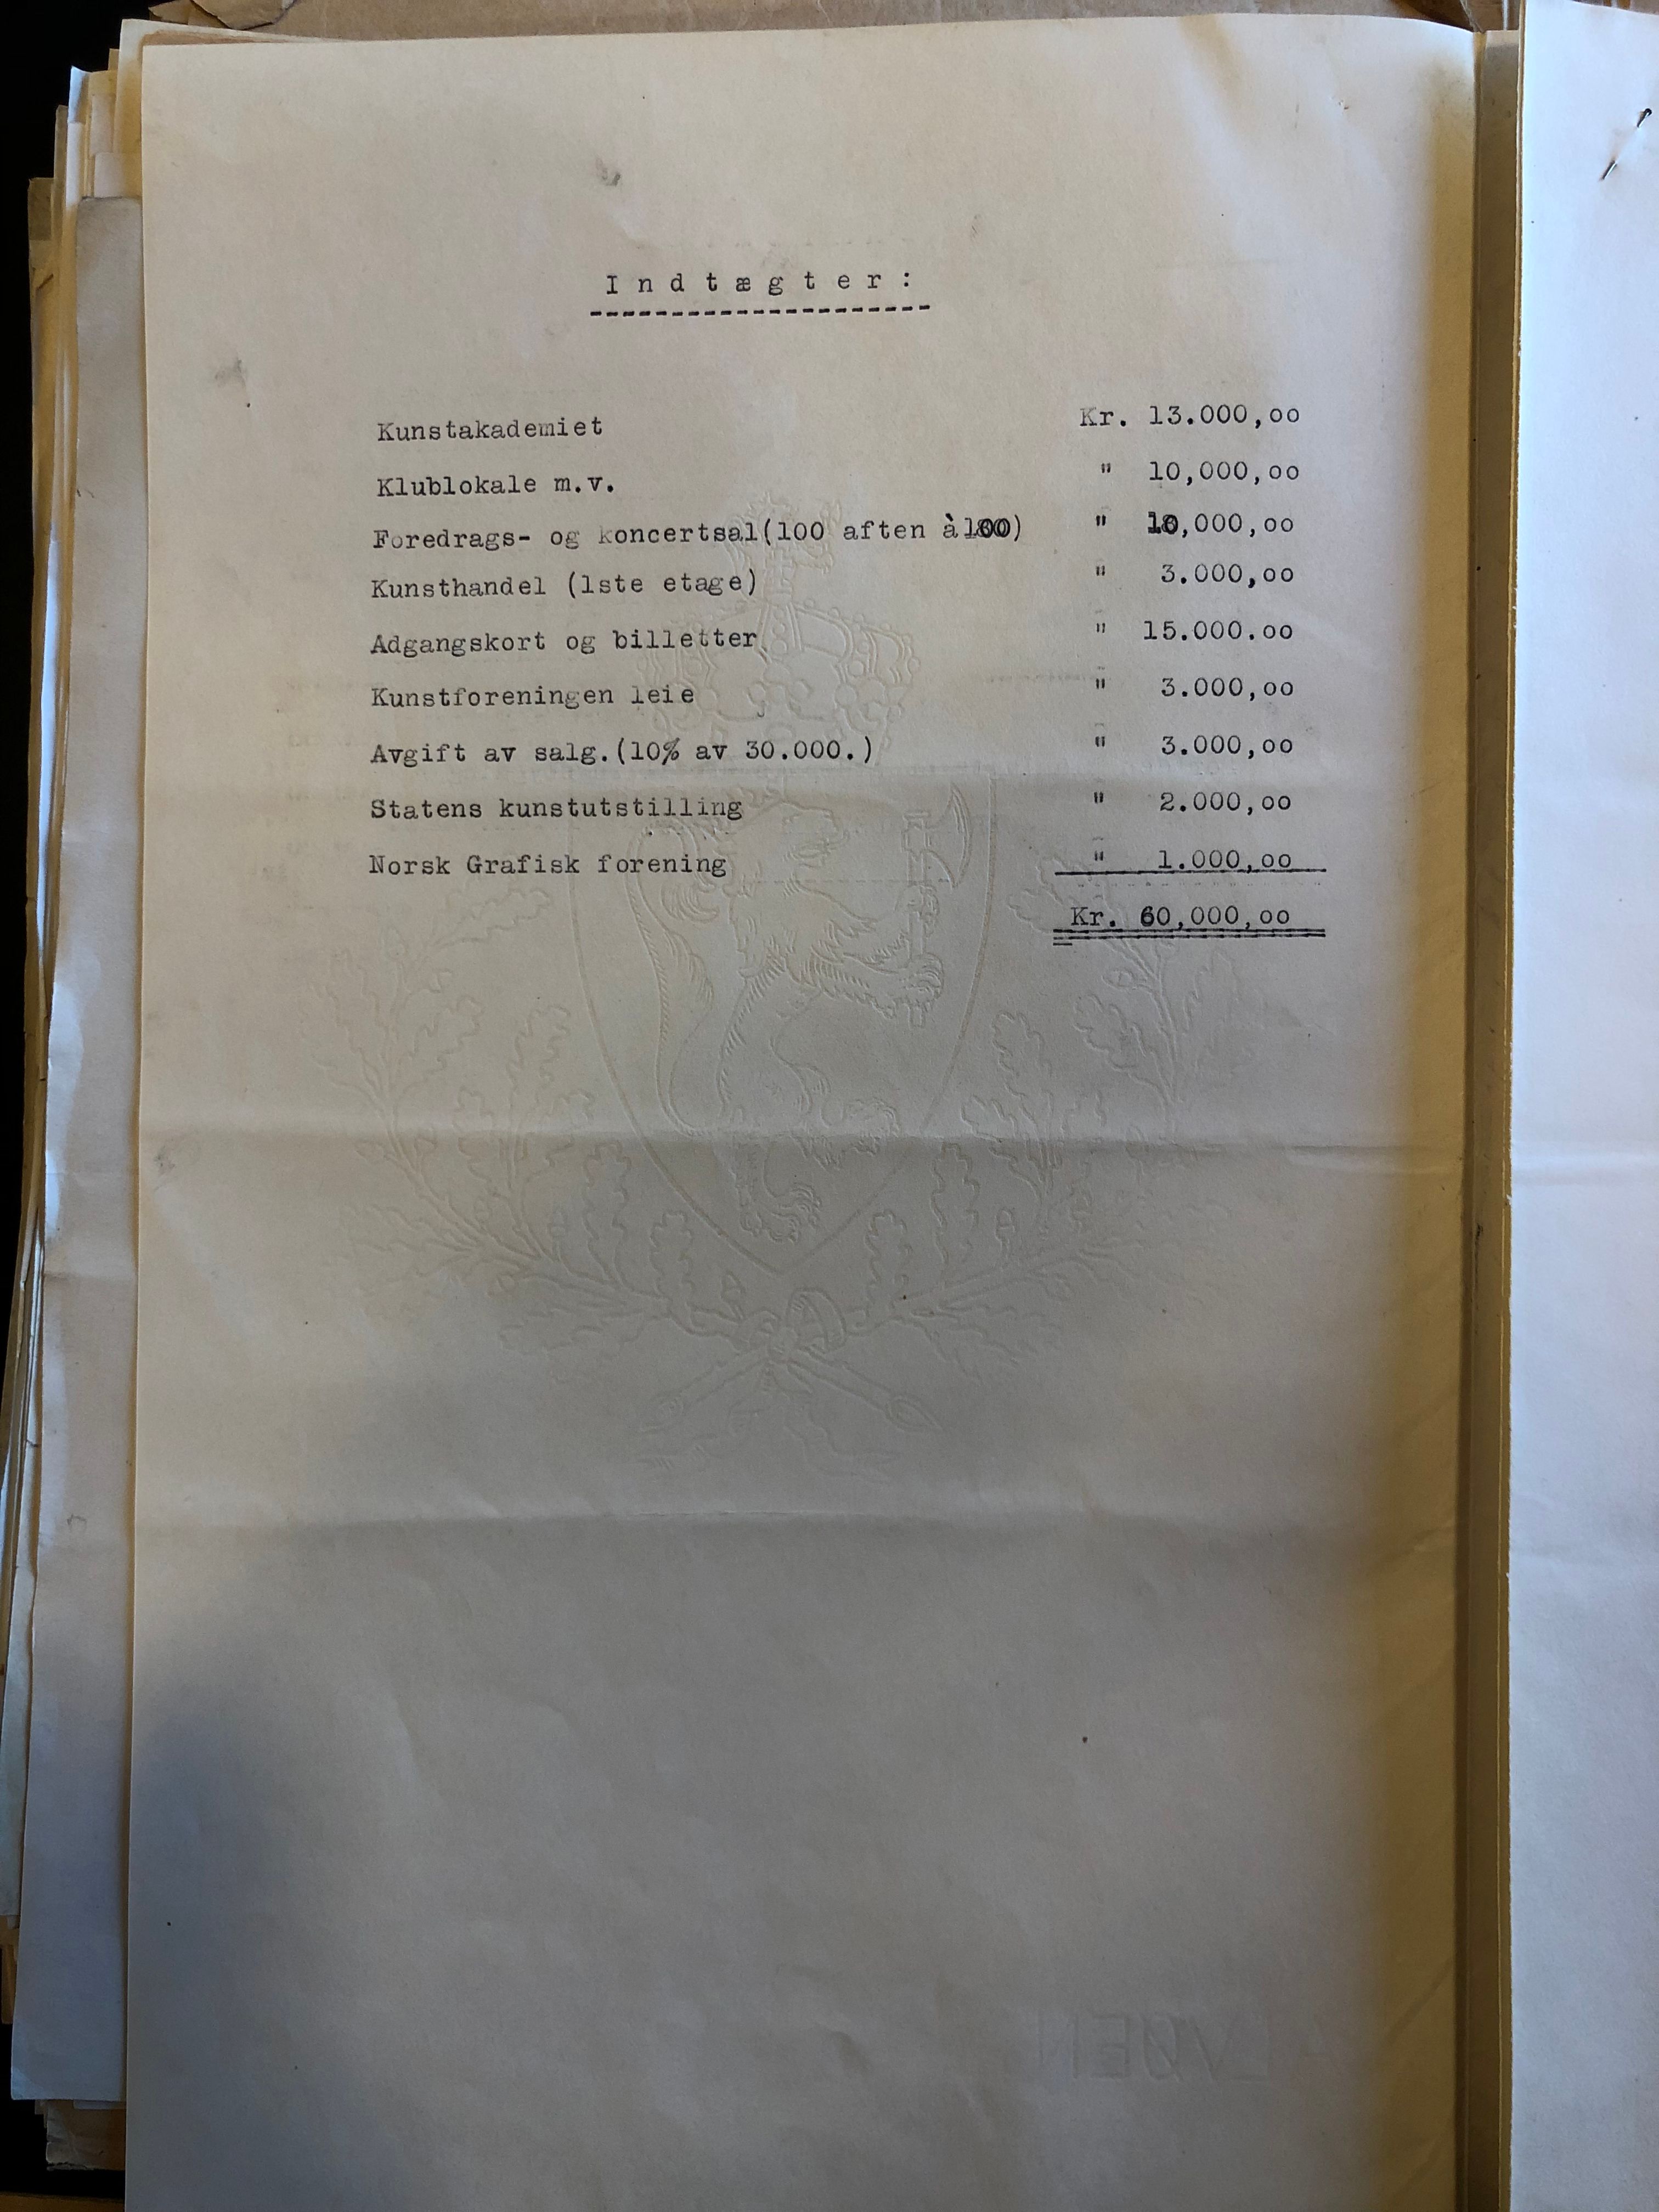 Indtægter:
Kunstakademiet Kr. 13.000,oo
Klublokale m.v. " 10,000,oo
Foredrags- og koncertsal(100 aften à100) " 10,000,oo
Kunsthandel (1ste etage) " 3.000,oo
Adgangskort og billetter " 15.000.oo
Kunstforeningen leie " 3.000,oo
Avgift av salg.(10% av 30.000.) " 3.000,oo
Statens kunstutstilling " 2.000,oo
Norsk Grafisk forening " 1.000,oo
Kr. 60,000,oo